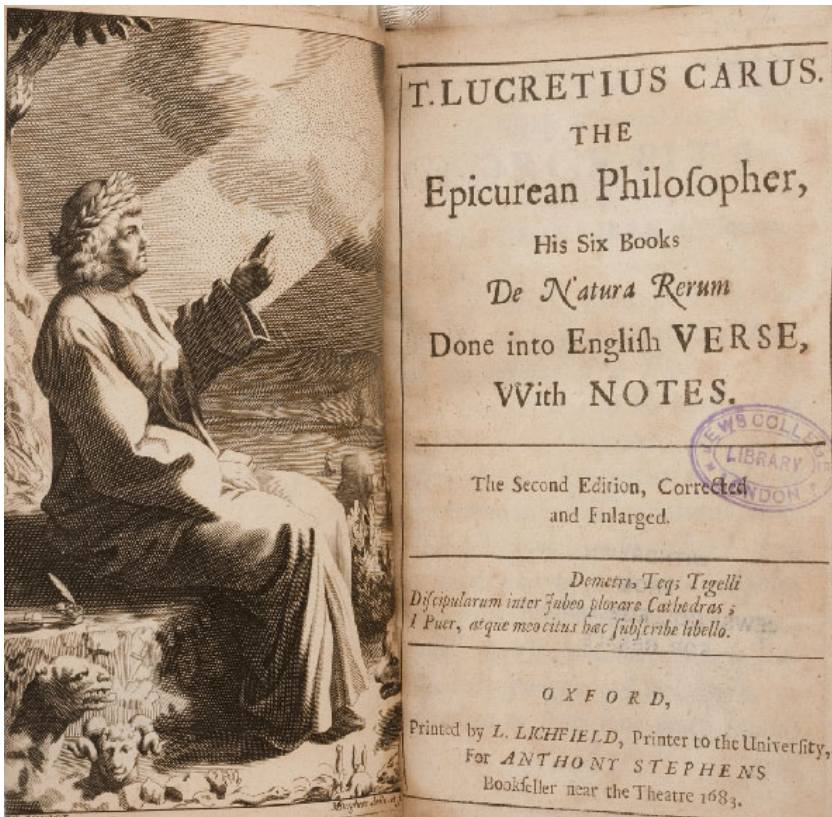 T. LUCRETIUS CARUS.
THE
Epicurean Philoſopher,
His Six Books
De Natura Rerum
Done into Engliſh VERSE,
With NOTES.
JEWS COLLEGE
LIBRARY
LONDON
The Second Edition, Corrected
and Enlarged.
Demetri, Teq; Tigelli
Diſcipularum inter Jubeo plorare Cathedras;
I Puer, atque meo citus hæc ſubſcribe libello.
OXFORD,
Printed by L. LICHFIELD, Printer to the Univerſity,
For ANTHONY STEPHENS
Bookſeller near the Theatre 1683.